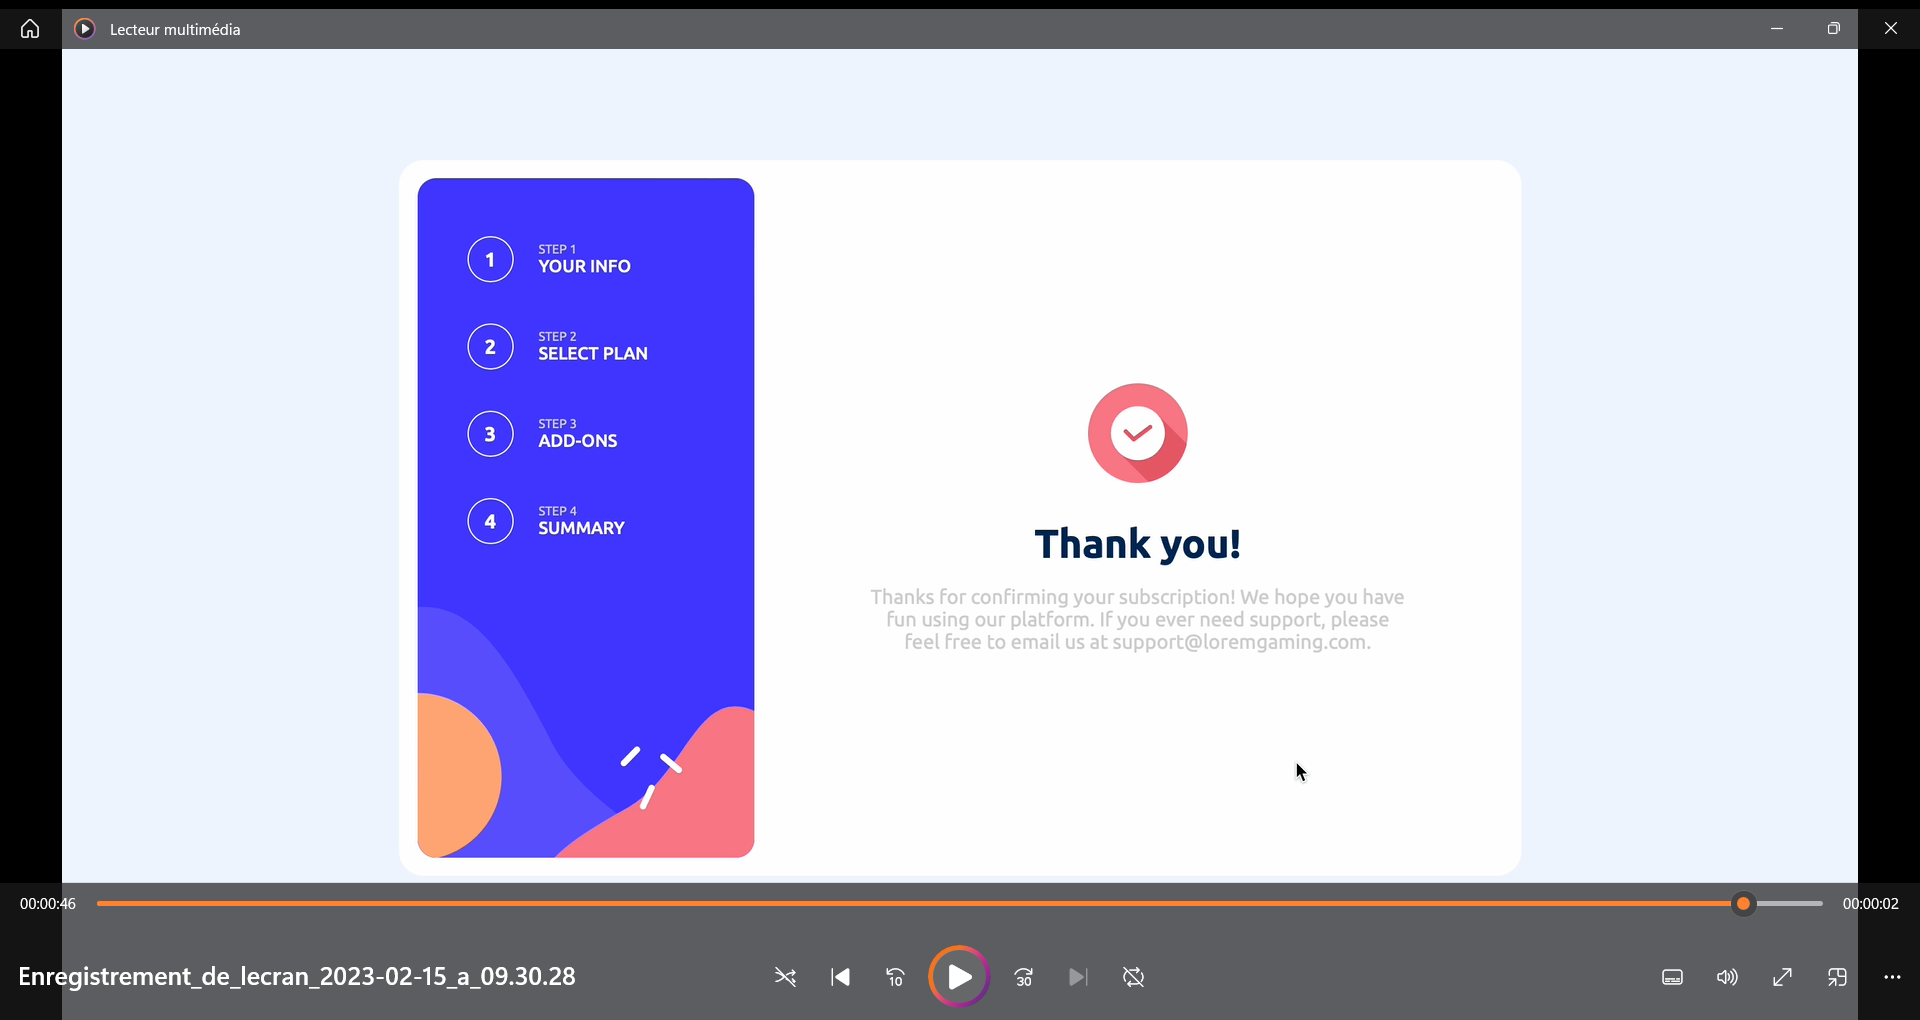 Lecteur multimédia
1
STEP 1
YOUR INFO
2
STEP 2
SELECT PLAN
3
STEP 3
ADD-ONS
4
STEP 4
SUMMARY
Thank you!
Thanks for confirming your subscription! We hope you have
fun using our platform. If you ever need support, please
feel free to email us at support@loremgaming.com.
00:00:46
00:00:02
Enregistrement_de_lecran_2023-02-15_a_09.30.28
10
30